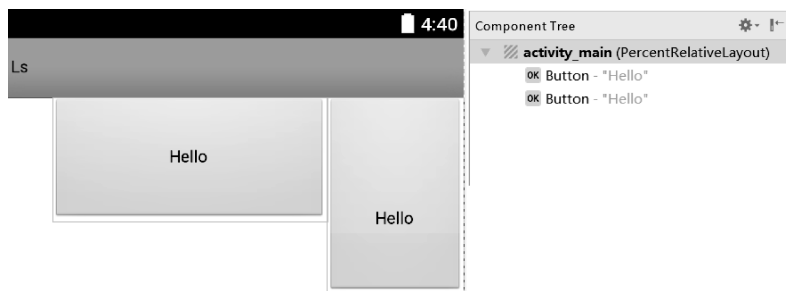 4:40
Ls
Hello
Hello
Component Tree
activity_main (PercentRelativeLayout)
OK Button - "Hello"
OK Button - "Hello"